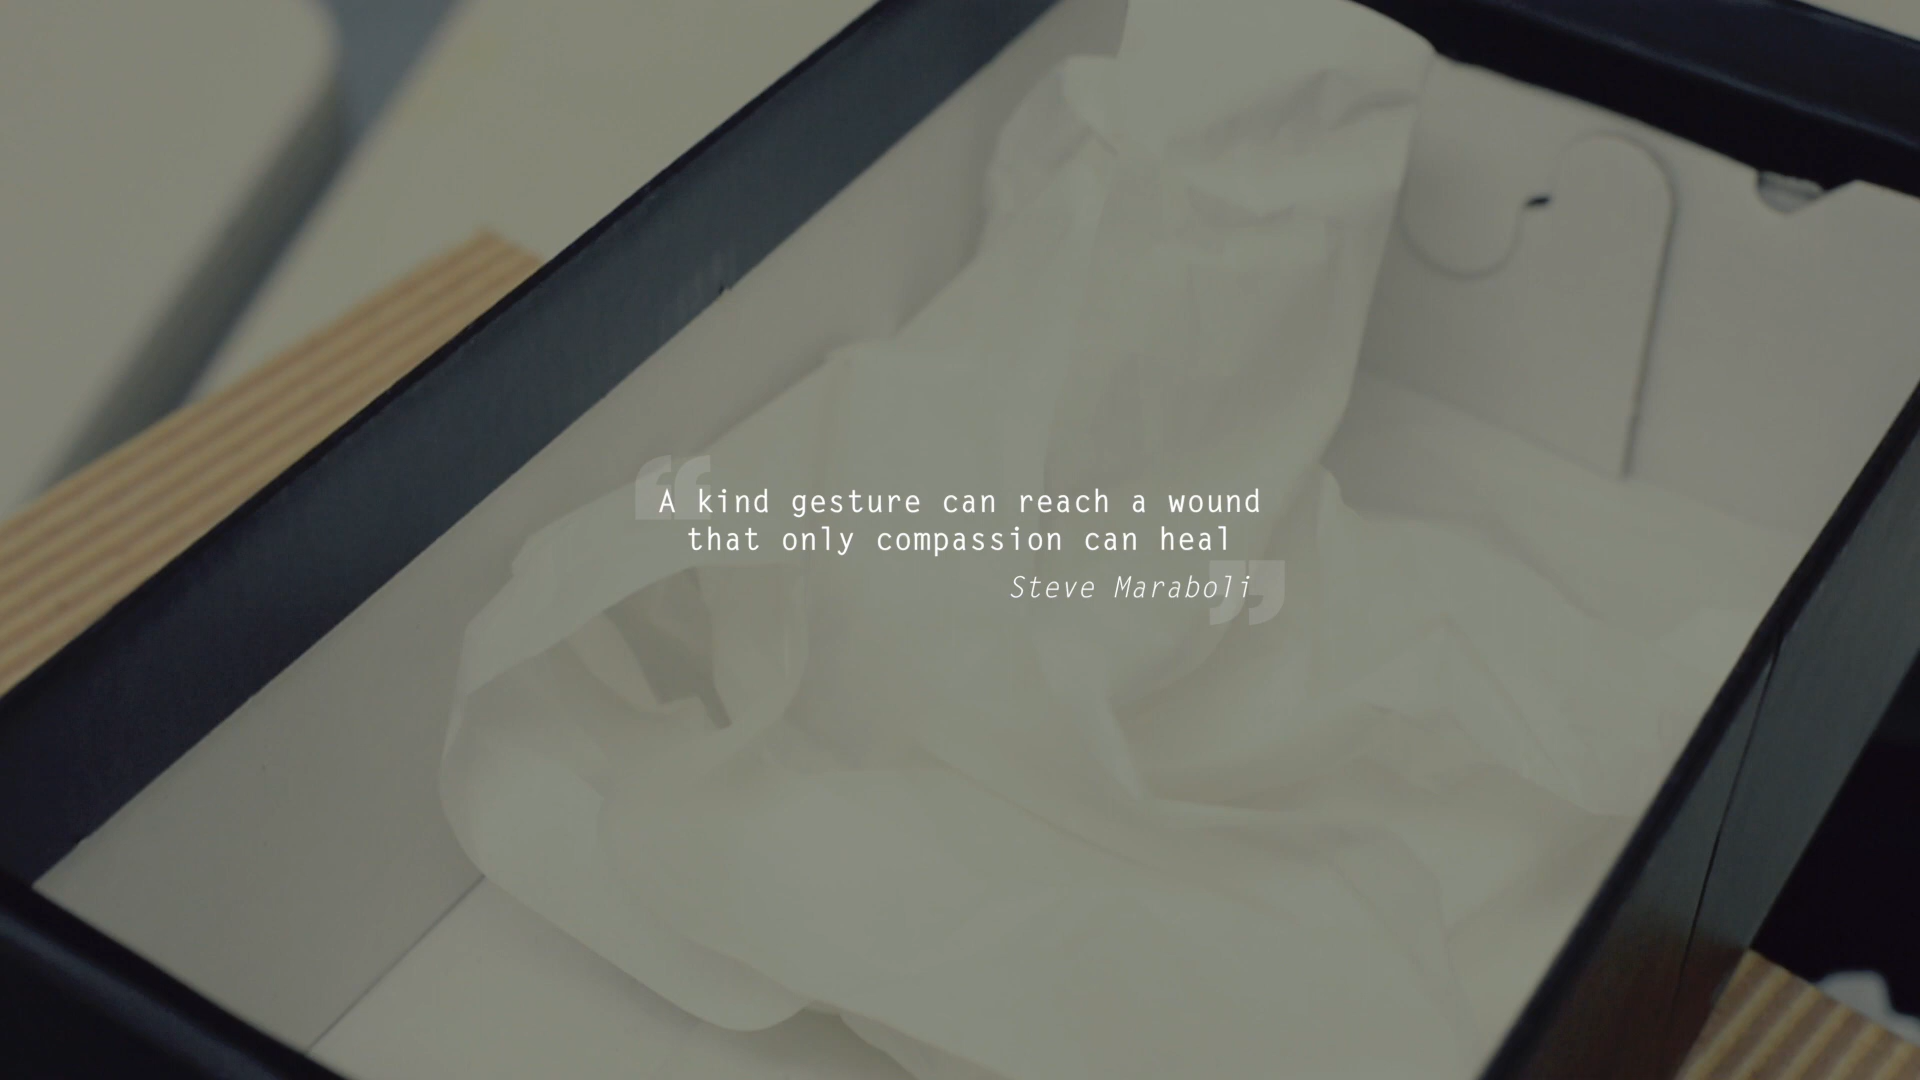 “
A kind gesture can reach a wound
that only compassion can heal
Steve Maraboli
”